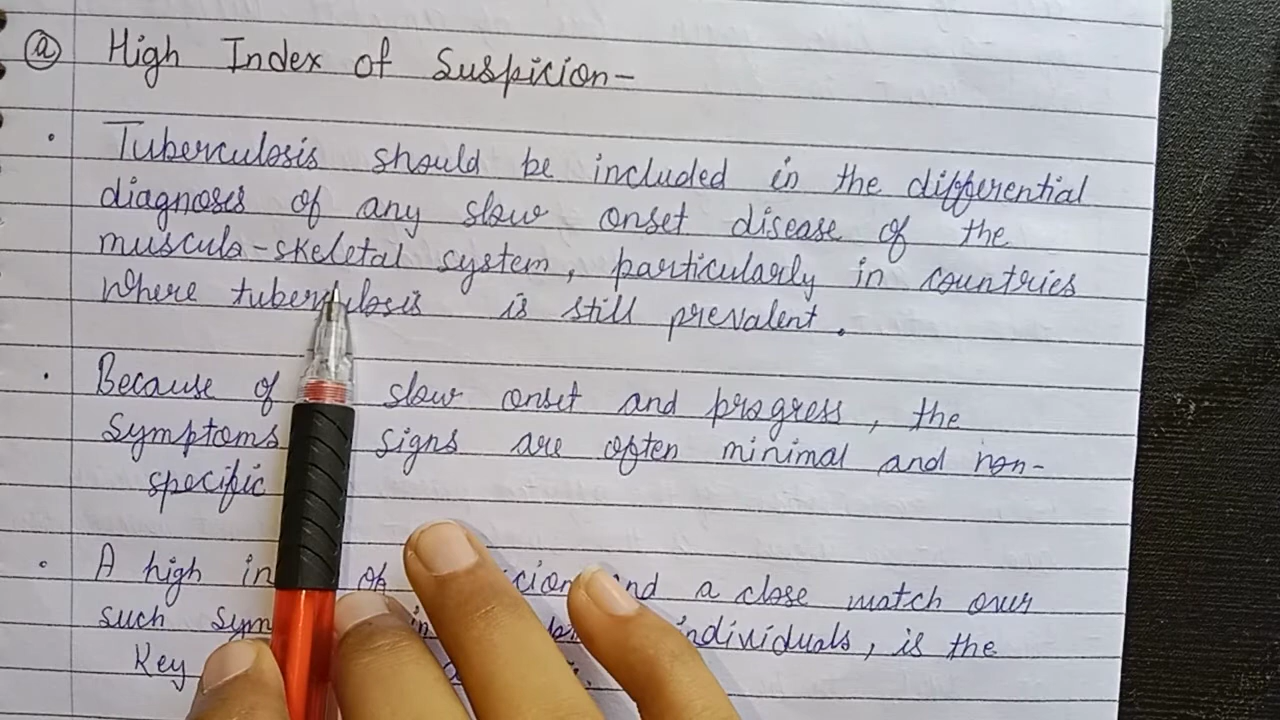 ⓐ High Index of Suspicion-
• Tuberculosis should be included in the differential
diagnoses of any slow onset disease of the
musculo-skeletal system, particularly in countries
where tuberculosis is still prevalent.
• Because of slow onset and progress, the
symptoms signs are often minimal and non-
specific
• A high of and a close watch over
such in individuals, is the
Key